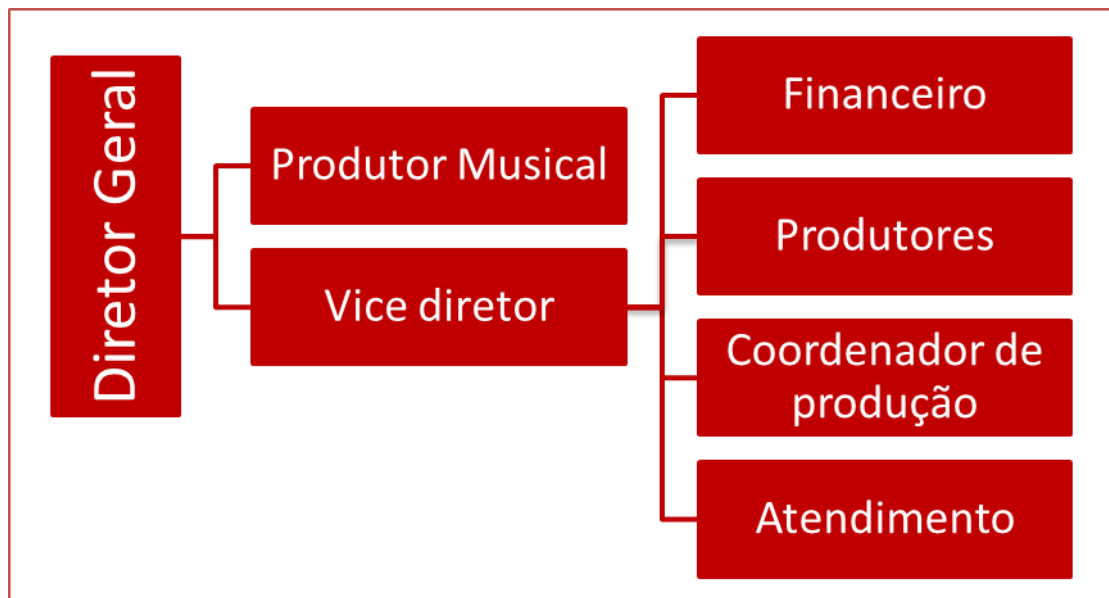 Diretor Geral
Produtor Musical
Vice diretor
Financeiro
Produtores
Coordenador de
produção
Atendimento